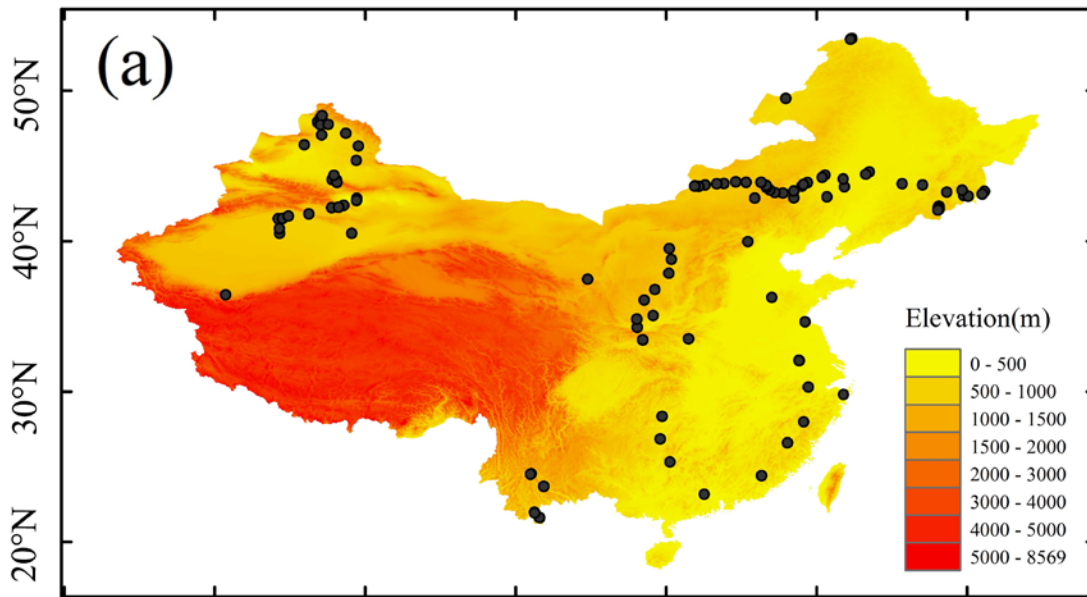 (a)
50°N
40°N
30°N
20°N
Elevation(m)
0 - 500
500 - 1000
1000 - 1500
1500 - 2000
2000 - 3000
3000 - 4000
4000 - 5000
5000 - 8569